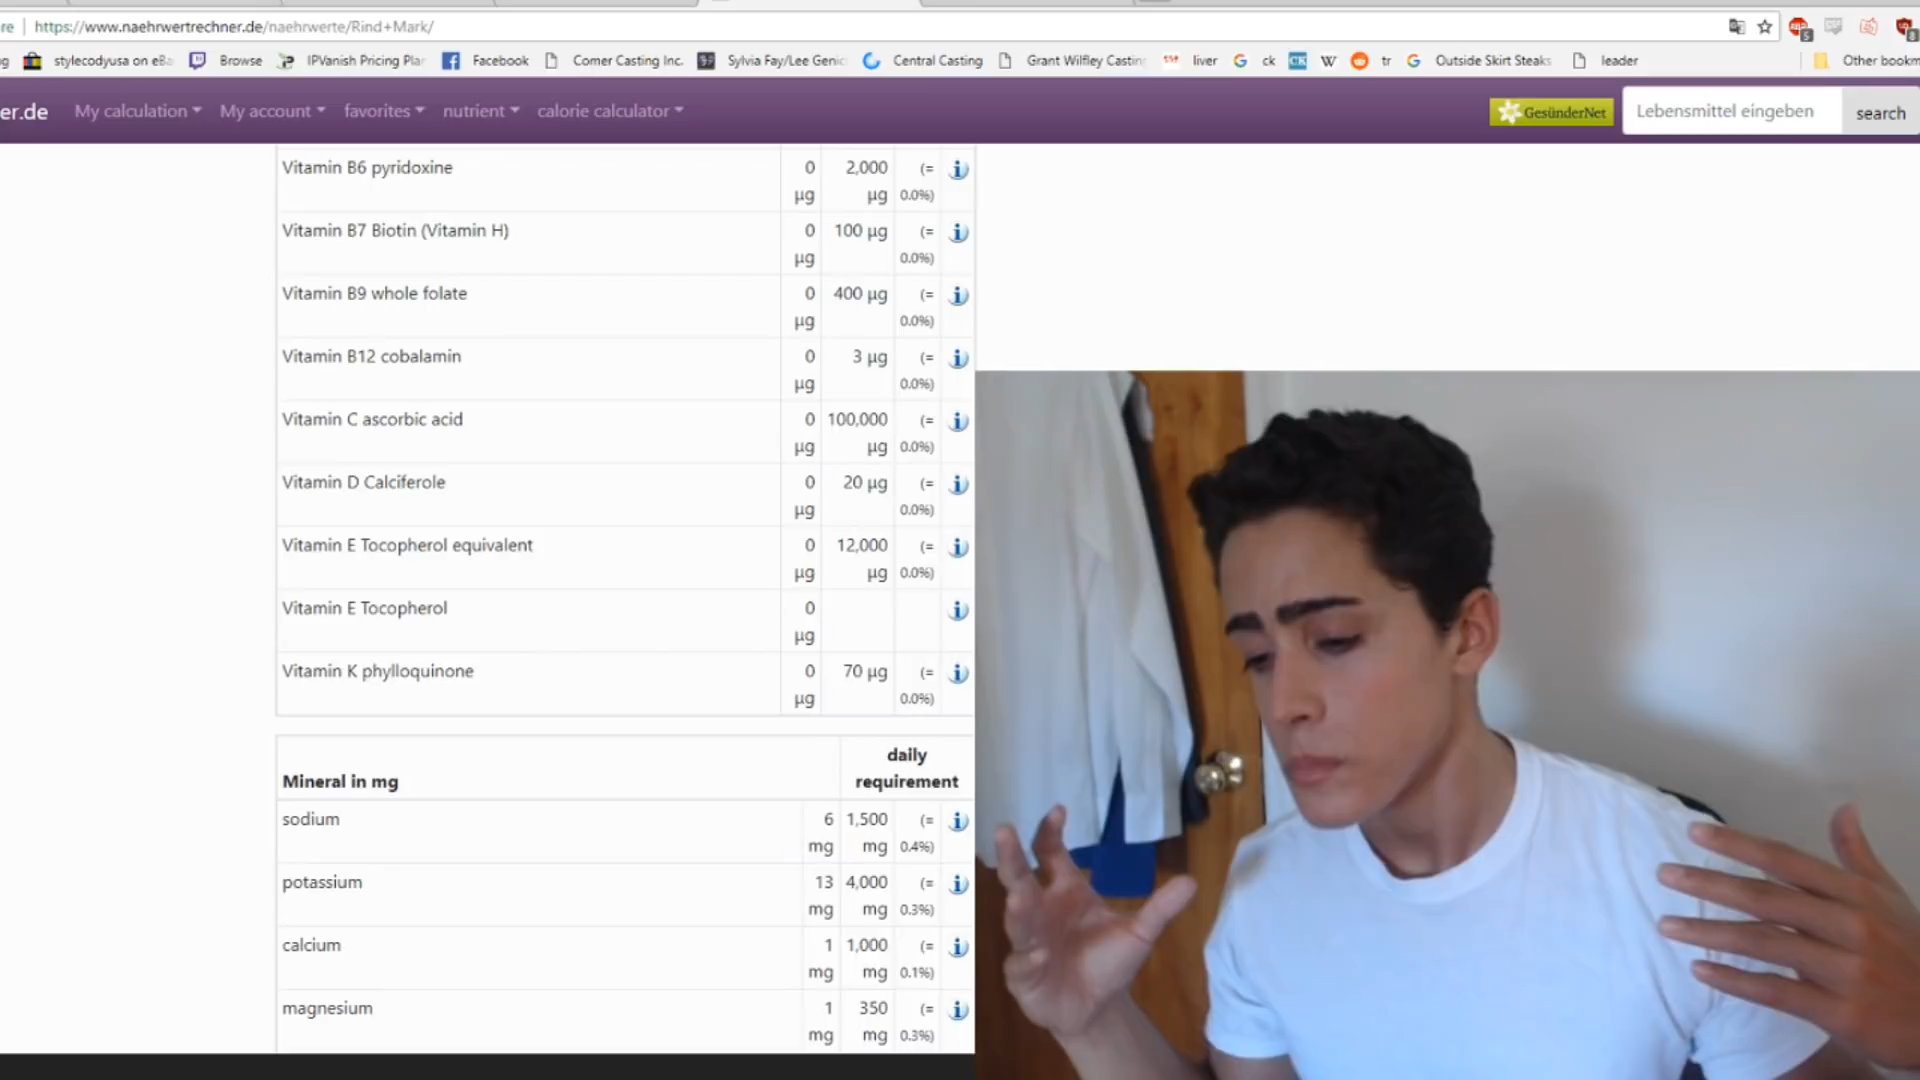 re https://www.naehrwertrechner.de/naehrwerte/Rind+Mark/
g stylecodyusa on eBa Browse IPVanish Pricing Plan Facebook Comer Casting Inc. Sylvia Fay/Lee Genic Central Casting Grant Wilfley Casting liver ck CK W tr Outside Skirt Steaks leader Other bookm
er.de My calculation My account favorites nutrient calorie calculator GesünderNet Lebensmittel eingeben search
Vitamin B6 pyridoxine 0 2,000 (=
µg µg 0.0%)
Vitamin B7 Biotin (Vitamin H) 0 100 µg (=
µg 0.0%)
Vitamin B9 whole folate 0 400 µg (=
µg 0.0%)
Vitamin B12 cobalamin 0 3 µg (=
µg 0.0%)
Vitamin C ascorbic acid 0 100,000 (=
µg µg 0.0%)
Vitamin D Calciferole 0 20 µg (=
µg 0.0%)
Vitamin E Tocopherol equivalent 0 12,000 (=
µg µg 0.0%)
Vitamin E Tocopherol 0
µg
Vitamin K phylloquinone 0 70 µg (=
µg 0.0%)
daily
Mineral in mg requirement
sodium 6 1,500 (=
mg mg 0.4%)
potassium 13 4,000 (=
mg mg 0.3%)
calcium 1 1,000 (=
mg mg 0.1%)
magnesium 1 350 (=
mg mg 0.3%)